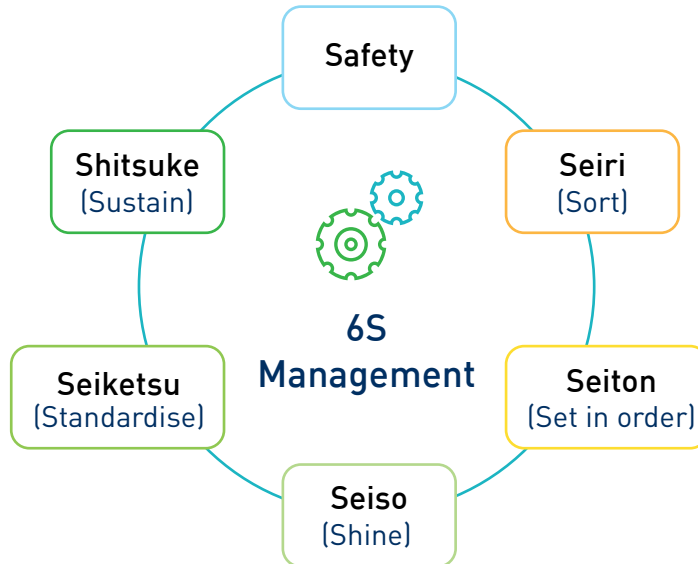 Safety
Seiri
(Sort)
Seiton
(Set in order)
Seiso
(Shine)
Seiketsu
(Standardise)
Shitsuke
(Sustain)
6S
Management